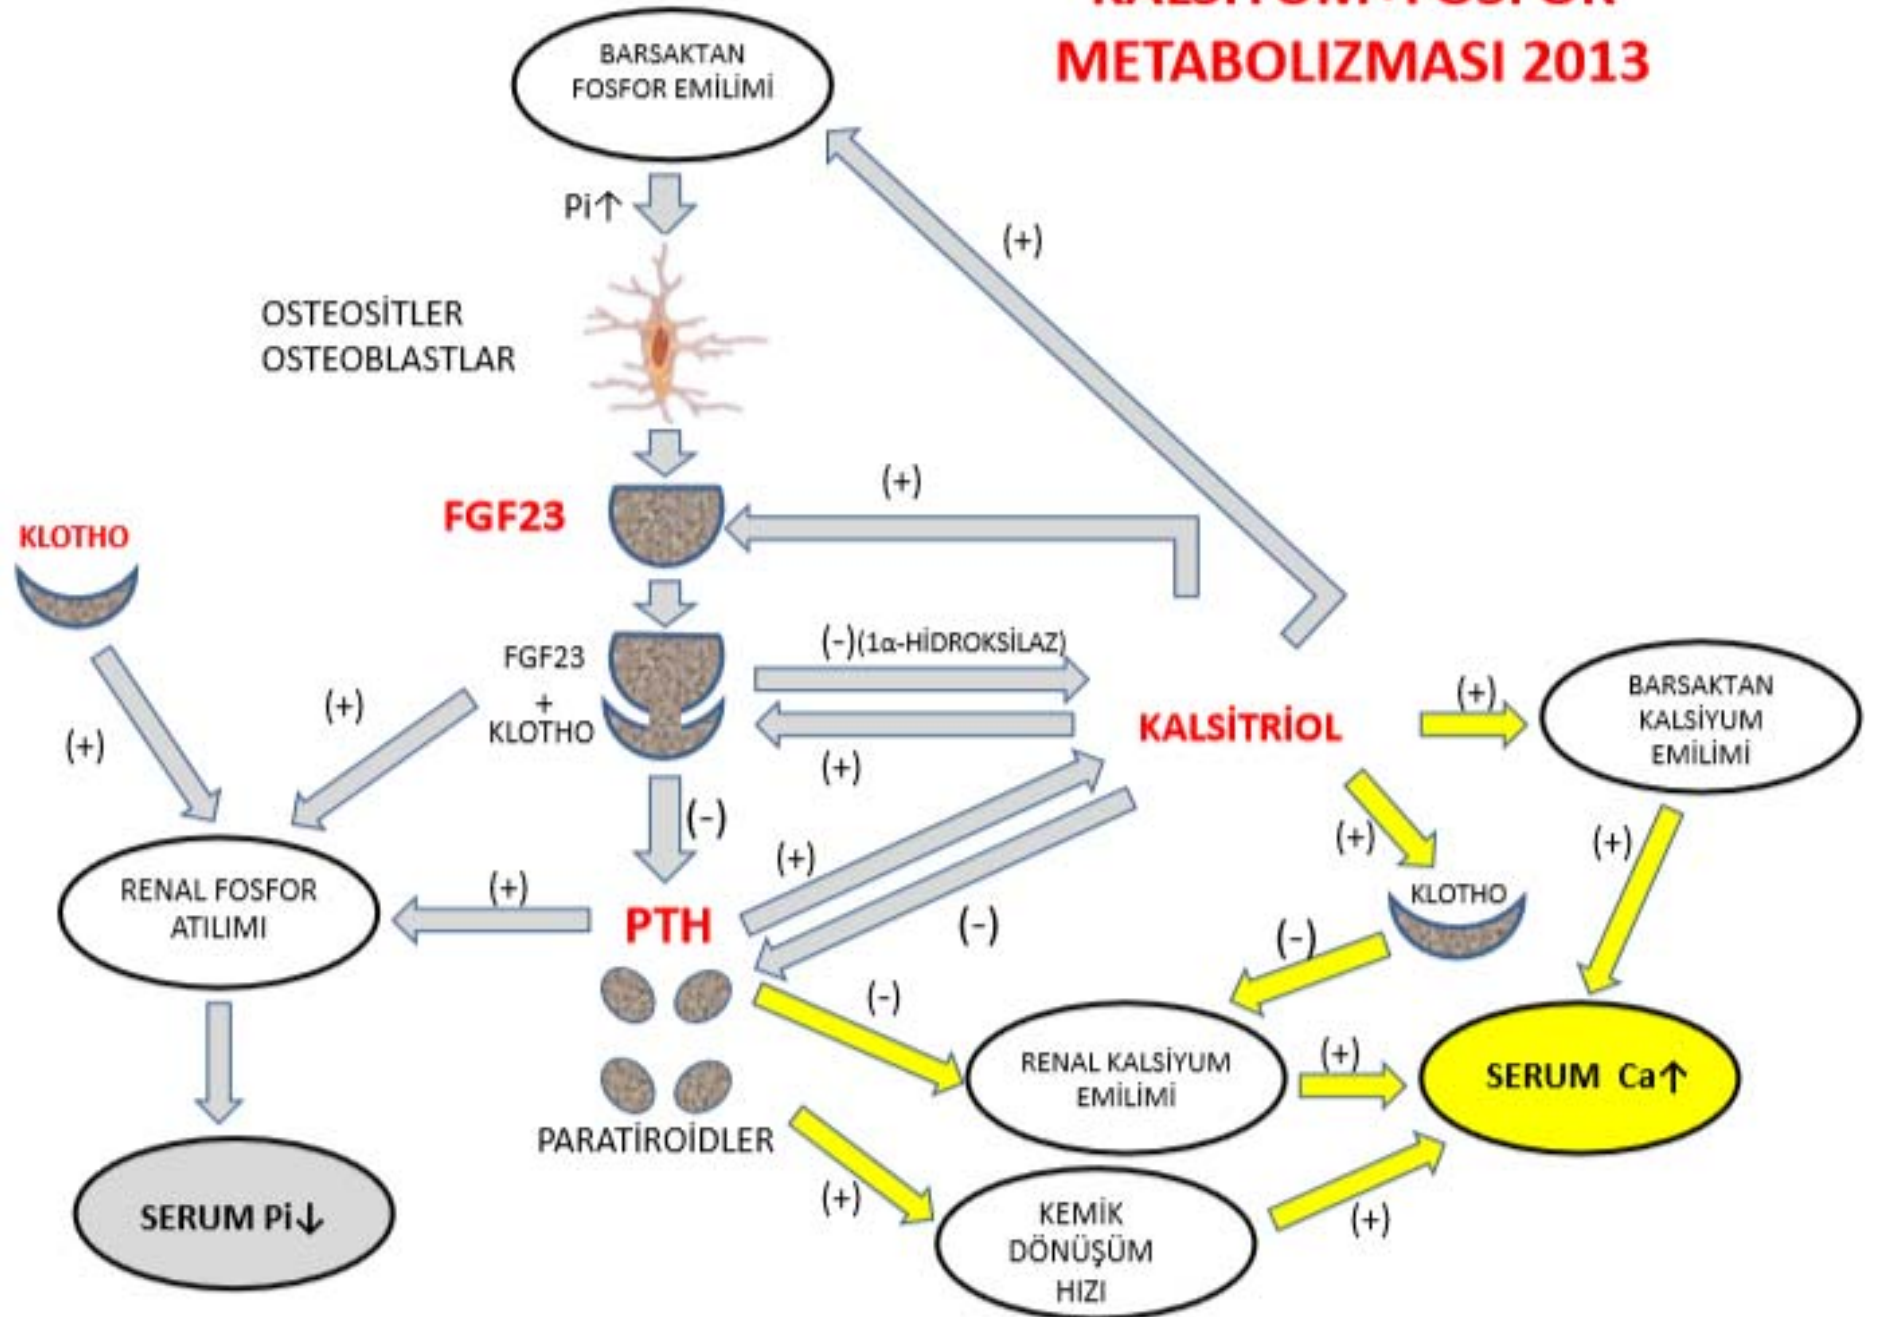 METABOLIZMASI 2013
BARSAKTAN
FOSFOR EMİLİMİ
Pi↑
(+)
OSTEOSİTLER
OSTEOBLASTLAR
(+)
FGF23
KLOTHO
(-)(1α-HİDROKSİLAZ)
FGF23
+
KLOTHO
(+)
(+)
(+)
KALSİTRİOL
(+)
BARSAKTAN
KALSİYUM
EMİLİMİ
(-)
(+)
(+)
(+)
RENAL FOSFOR
ATILIMI
(+)
PTH
(-)
KLOTHO
(-)
(-)
RENAL KALSİYUM
EMİLİMİ
(+)
SERUM Ca↑
PARATİROİDLER
(+)
KEMİK
DÖNÜŞÜM
HIZI
(+)
SERUM Pi↓